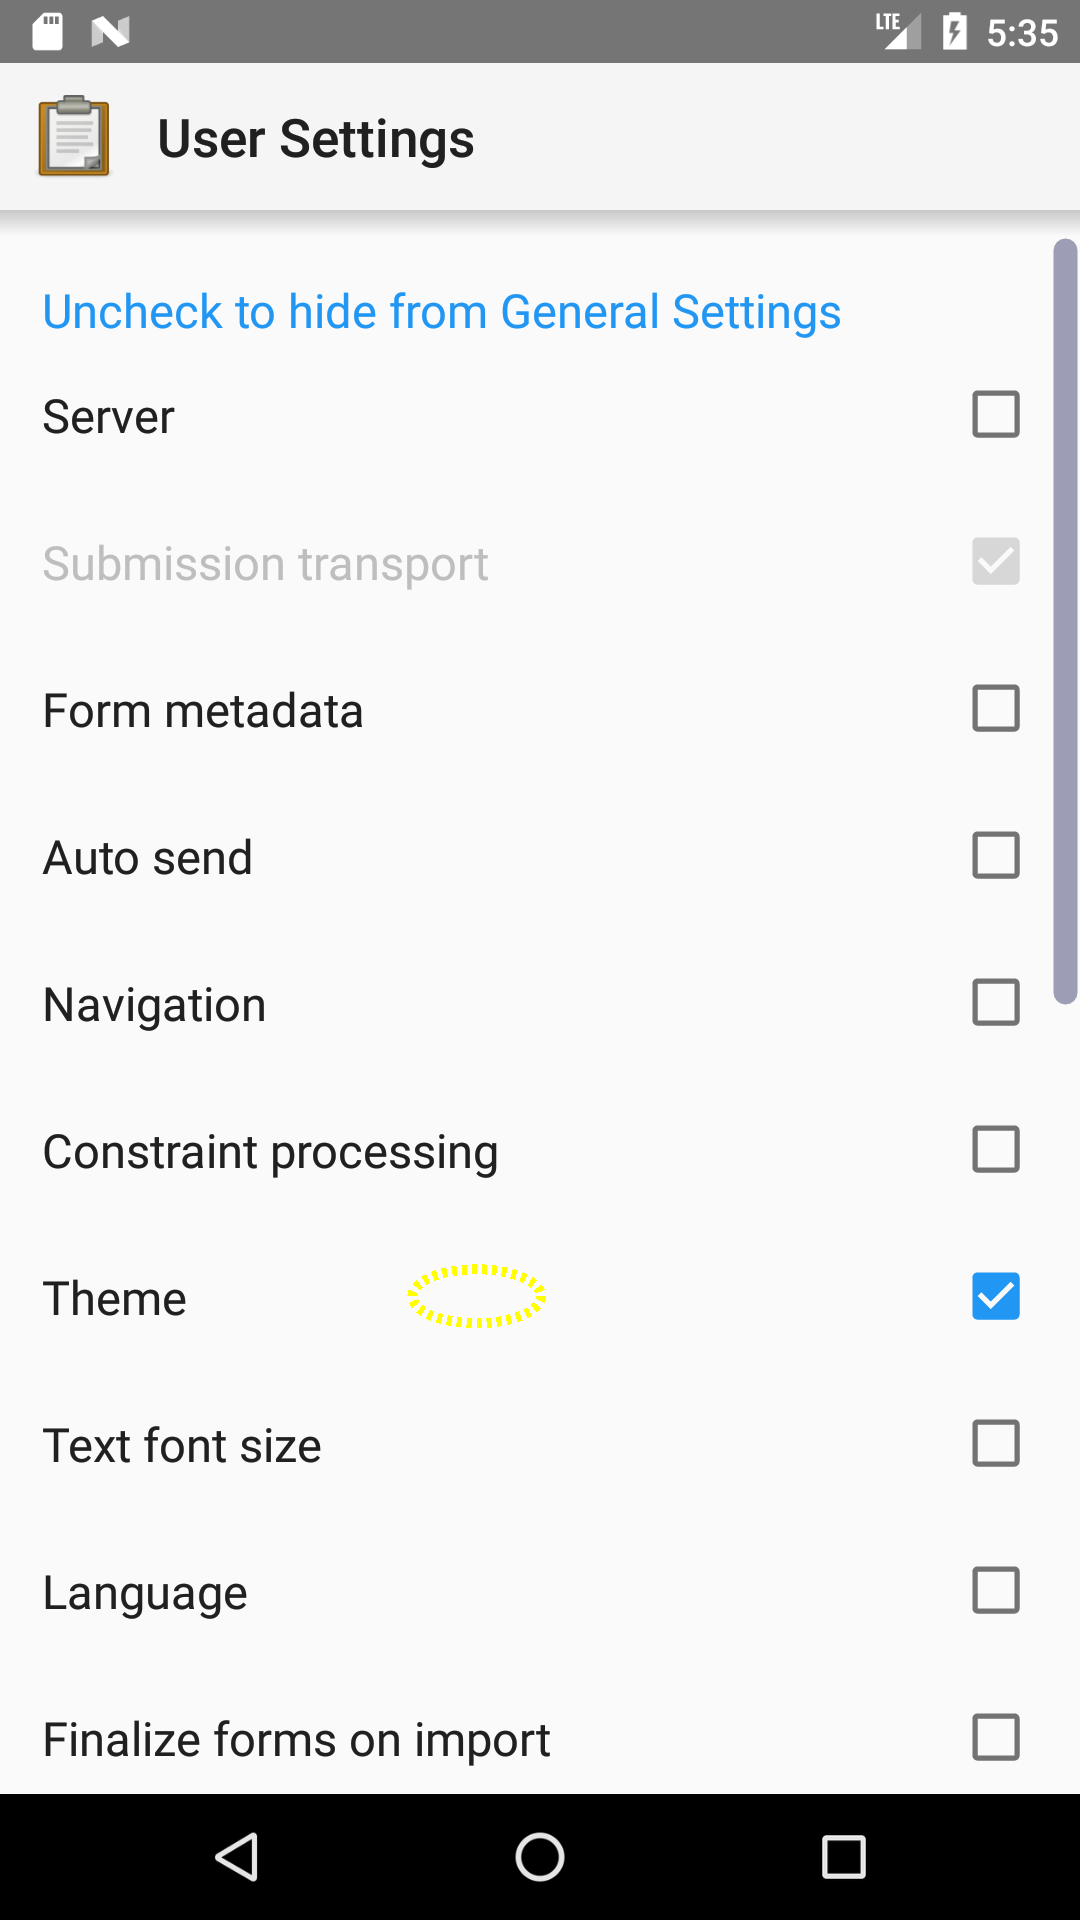 LTE 5:35
User Settings
Uncheck to hide from General Settings
Server
Submission transport
Form metadata
Auto send
Navigation
Constraint processing
Theme
Text font size
Language
Finalize forms on import